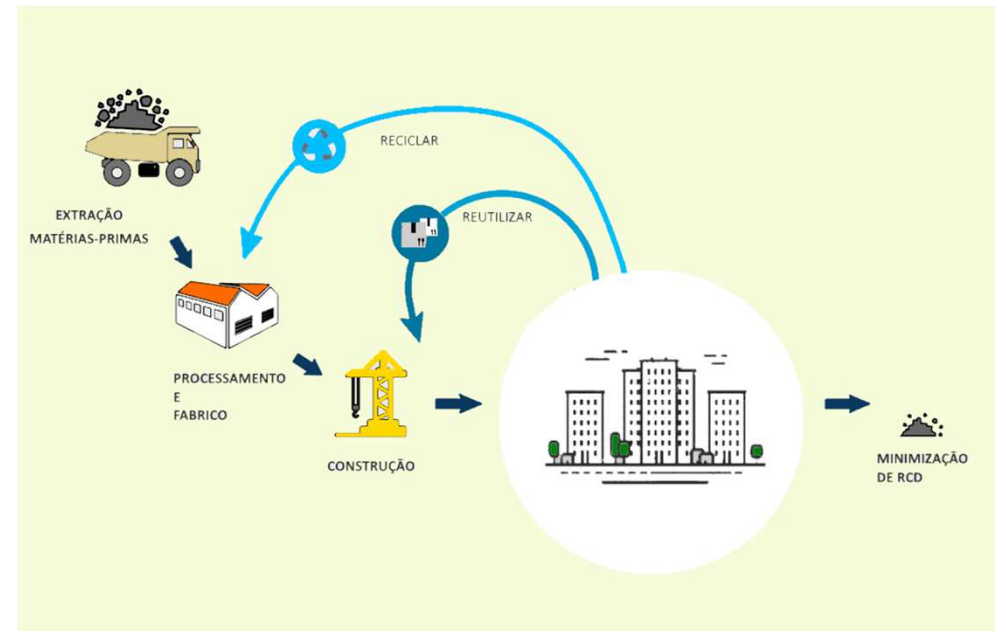 RECICLAR
EXTRAÇÃO
MATÉRIAS-PRIMAS
REUTILIZAR
PROCESSAMENTO
E
FABRICO
CONSTRUÇÃO
MINIMIZAÇÃO
DE RCD